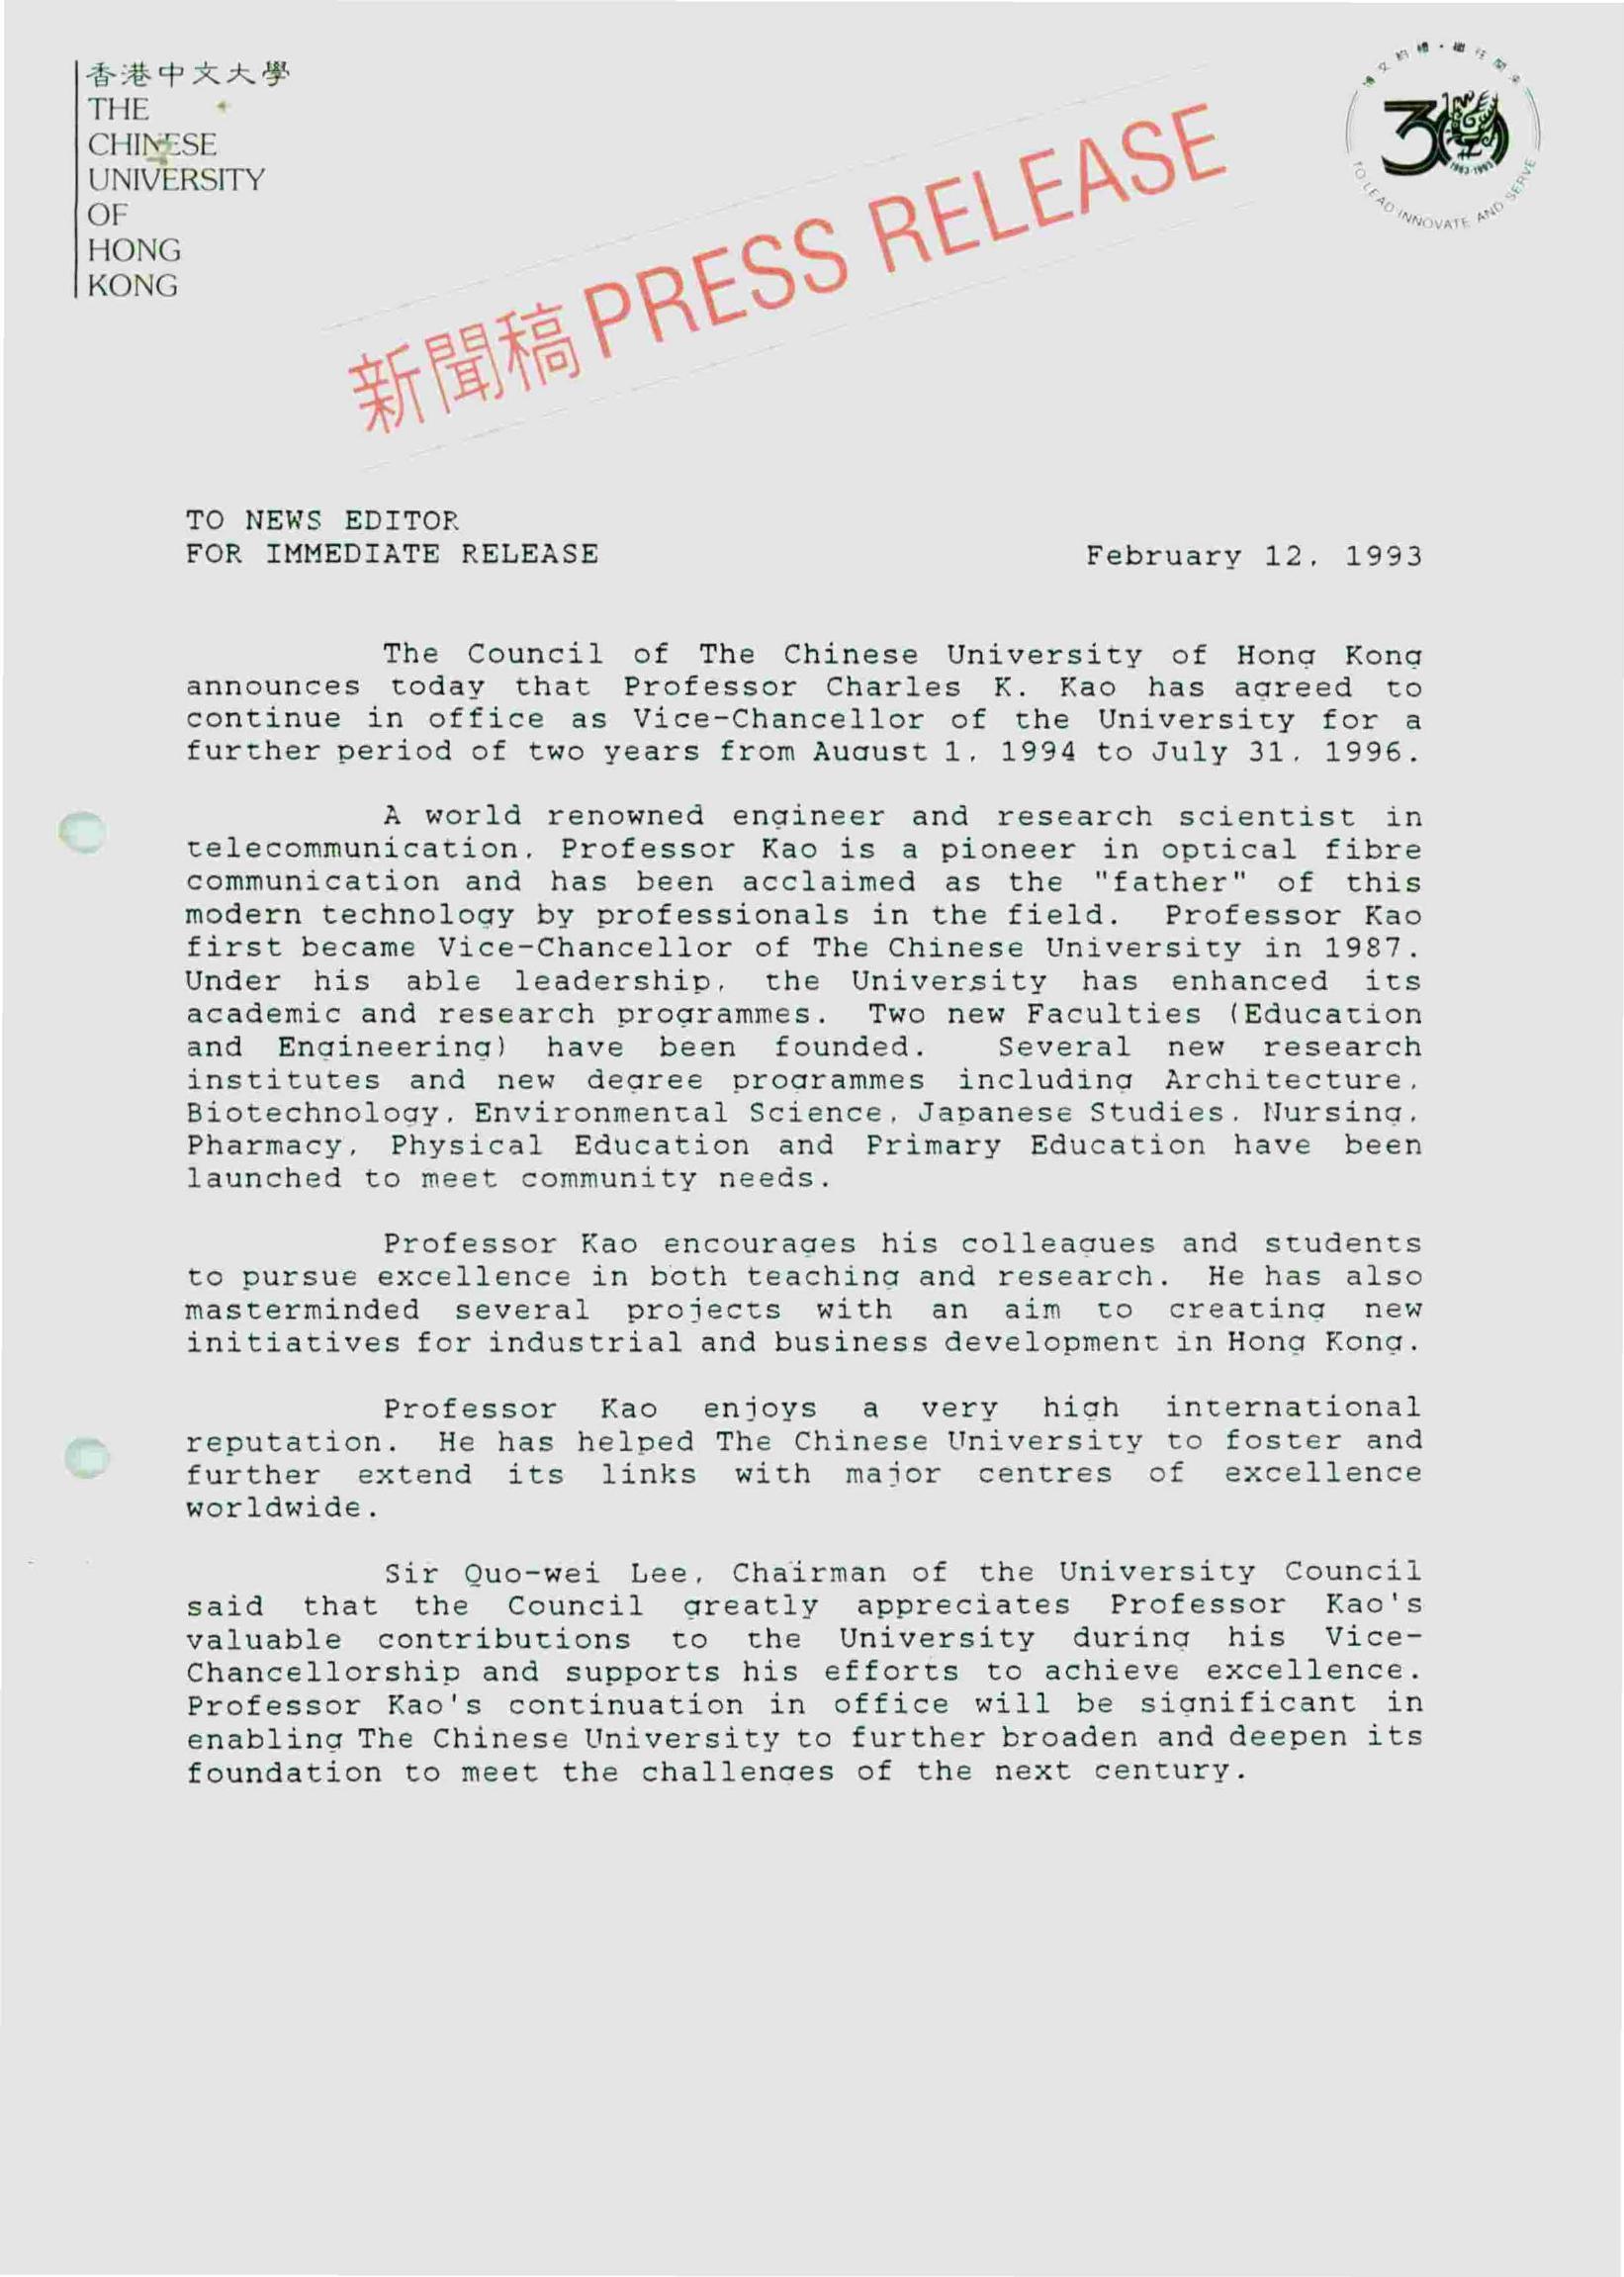 香港中文大學
THE
CHINESE
UNIVERSITY
OF
HONG
KONG
新聞稿 PRESS RELEASE
博文約禮・繼往開來
30
1963-1993
TO LEAD INNOVATE AND SERVE
TO NEWS EDITOR
FOR IMMEDIATE RELEASE
February 12, 1993
The Council of The Chinese University of Hong Kong
announces today that Professor Charles K. Kao has agreed to
continue in office as Vice-Chancellor of the University for a
further period of two years from August 1, 1994 to July 31, 1996.
A world renowned engineer and research scientist in
telecommunication, Professor Kao is a pioneer in optical fibre
communication and has been acclaimed as the "father" of this
modern technology by professionals in the field. Professor Kao
first became Vice-Chancellor of The Chinese University in 1987.
Under his able leadership, the University has enhanced its
academic and research programmes. Two new Faculties (Education
and Engineering) have been founded. Several new research
institutes and new degree programmes including Architecture,
Biotechnology, Environmental Science, Japanese Studies, Nursing,
Pharmacy, Physical Education and Primary Education have been
launched to meet community needs.
Professor Kao encourages his colleagues and students
to pursue excellence in both teaching and research. He has also
masterminded several projects with an aim to creating new
initiatives for industrial and business development in Hong Kong.
Professor Kao enjoys a very high international
reputation. He has helped The Chinese University to foster and
further extend its links with major centres of excellence
worldwide.
Sir Quo-wei Lee, Chairman of the University Council
said that the Council greatly appreciates Professor Kao's
valuable contributions to the University during his Vice-
Chancellorship and supports his efforts to achieve excellence.
Professor Kao's continuation in office will be significant in
enabling The Chinese University to further broaden and deepen its
foundation to meet the challenges of the next century.